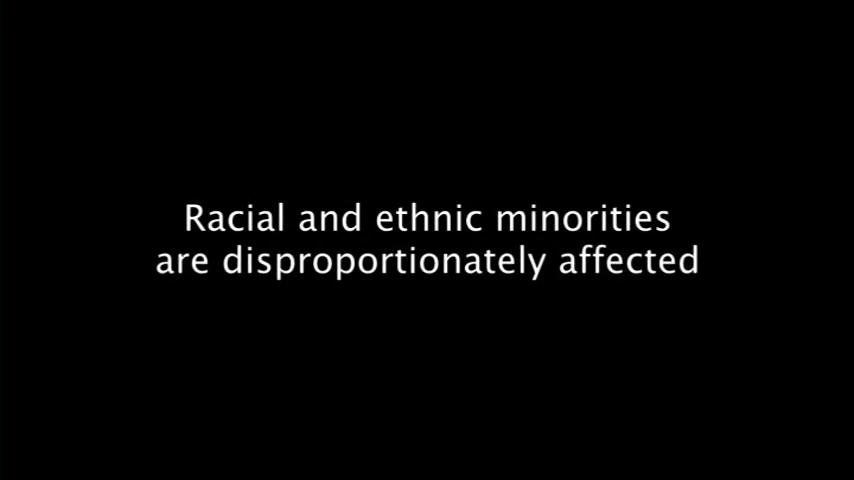 Racial and ethnic minorities
are disproportionately affected